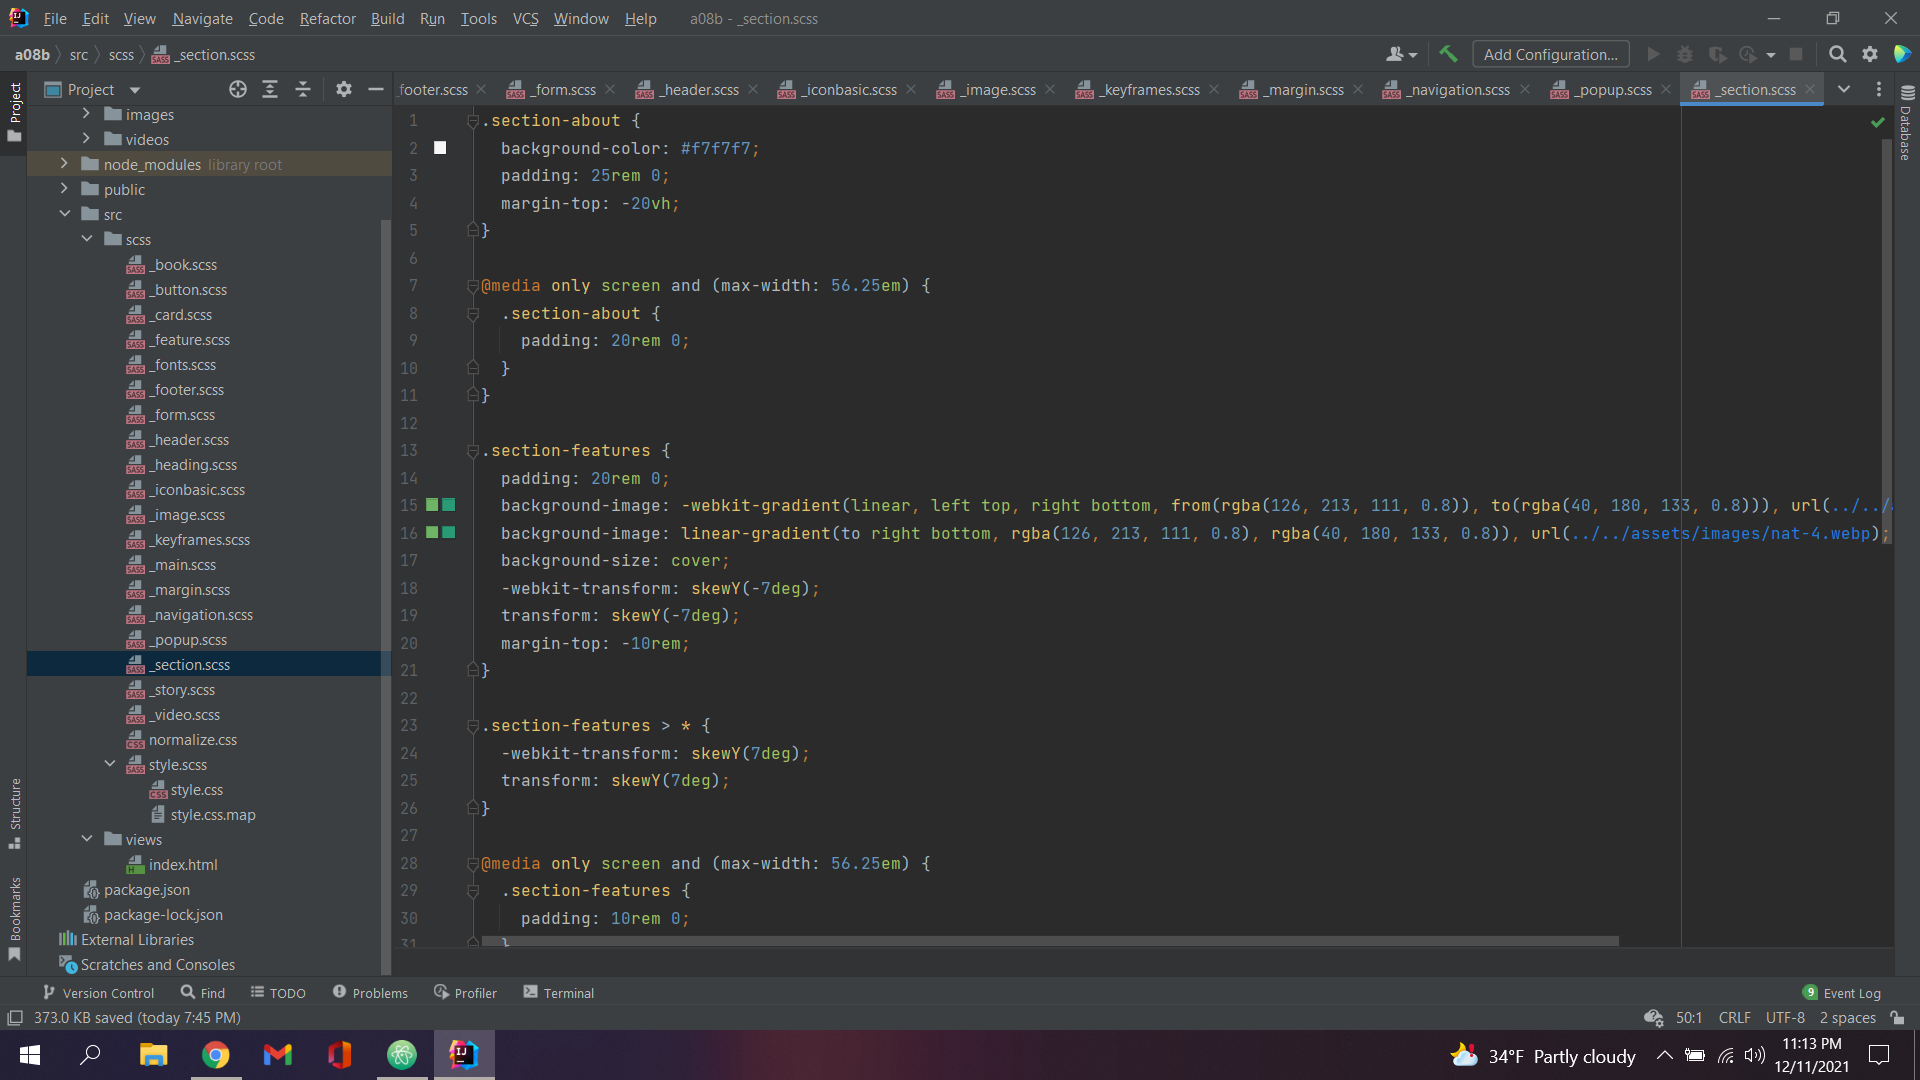 File Edit View Navigate Code Refactor Build Run Tools VCS Window Help a08b - _section.scss
a08b src scss _section.scss Add Configuration...
Project footer.scss _form.scss _header.scss _iconbasic.scss _image.scss _keyframes.scss _margin.scss _navigation.scss _popup.scss _section.scss
Project
Structure
Bookmarks
Database
images
videos
node_modules library root
public
src
scss
_book.scss
_button.scss
_card.scss
_feature.scss
_fonts.scss
_footer.scss
_form.scss
_header.scss
_heading.scss
_iconbasic.scss
_image.scss
_keyframes.scss
_main.scss
_margin.scss
_navigation.scss
_popup.scss
_section.scss
_story.scss
_video.scss
normalize.css
style.scss
style.css
style.css.map
views
index.html
package.json
package-lock.json
External Libraries
Scratches and Consoles
1 .section-about {
2 background-color: #f7f7f7;
3 padding: 25rem 0;
4 margin-top: -20vh;
5 }
6
7 @media only screen and (max-width: 56.25em) {
8 .section-about {
9 padding: 20rem 0;
10 }
11 }
12
13 .section-features {
14 padding: 20rem 0;
15 background-image: -webkit-gradient(linear, left top, right bottom, from(rgba(126, 213, 111, 0.8)), to(rgba(40, 180, 133, 0.8))), url(../../
16 background-image: linear-gradient(to right bottom, rgba(126, 213, 111, 0.8), rgba(40, 180, 133, 0.8)), url(../../assets/images/nat-4.webp);
17 background-size: cover;
18 -webkit-transform: skewY(-7deg);
19 transform: skewY(-7deg);
20 margin-top: -10rem;
21 }
22
23 .section-features > * {
24 -webkit-transform: skewY(7deg);
25 transform: skewY(7deg);
26 }
27
28 @media only screen and (max-width: 56.25em) {
29 .section-features {
30 padding: 10rem 0;
31 }
Version Control Find TODO Problems Profiler Terminal 9 Event Log
373.0 KB saved (today 7:45 PM) 50:1 CRLF UTF-8 2 spaces
34°F Partly cloudy 11:13 PM
12/11/2021